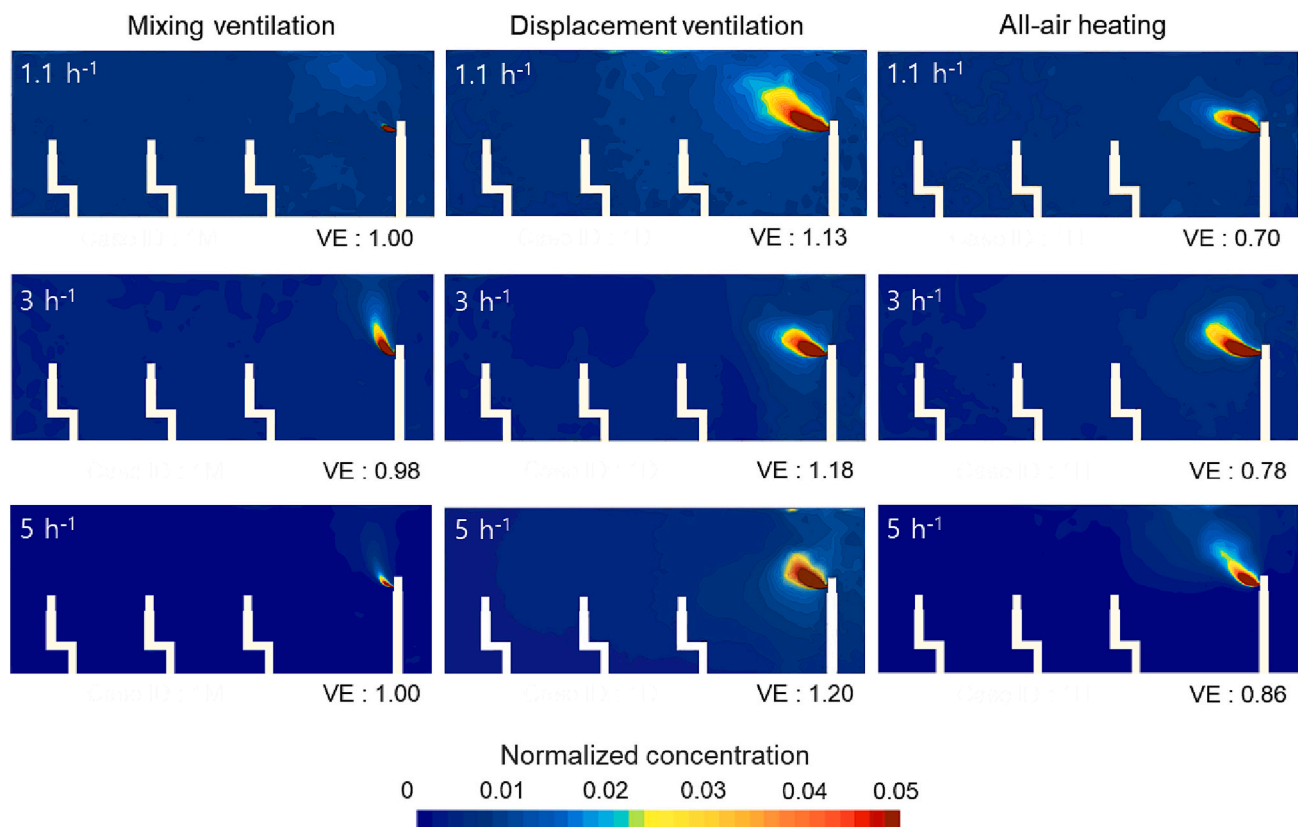 Mixing ventilation Displacement ventilation All-air heating
1.1 h⁻¹ 1.1 h⁻¹ 1.1 h⁻¹
VE : 1.00 VE : 1.13 VE : 0.70
3 h⁻¹ 3 h⁻¹ 3 h⁻¹
VE : 0.98 VE : 1.18 VE : 0.78
5 h⁻¹ 5 h⁻¹ 5 h⁻¹
VE : 1.00 VE : 1.20 VE : 0.86
Normalized concentration
0 0.01 0.02 0.03 0.04 0.05